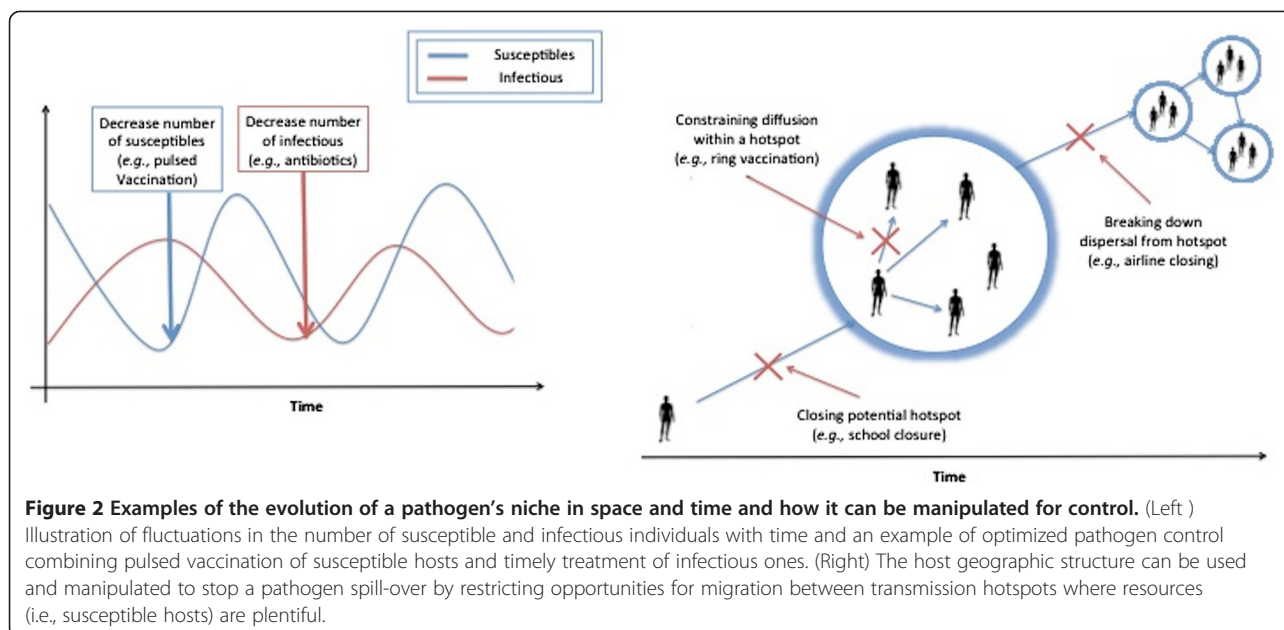 Susceptibles
Infectious
Decrease number
of susceptibles
(e.g., pulsed
Vaccination)
Decrease number
of infectious
(e.g., antibiotics)
Time
Constraining diffusion
within a hotspot
(e.g., ring vaccination)
Breaking down
dispersal from hotspot
(e.g., airline closing)
Closing potential hotspot
(e.g., school closure)
Time
Figure 2 Examples of the evolution of a pathogen's niche in space and time and how it can be manipulated for control. (Left )
Illustration of fluctuations in the number of susceptible and infectious individuals with time and an example of optimized pathogen control
combining pulsed vaccination of susceptible hosts and timely treatment of infectious ones. (Right) The host geographic structure can be used
and manipulated to stop a pathogen spill-over by restricting opportunities for migration between transmission hotspots where resources
(i.e., susceptible hosts) are plentiful.